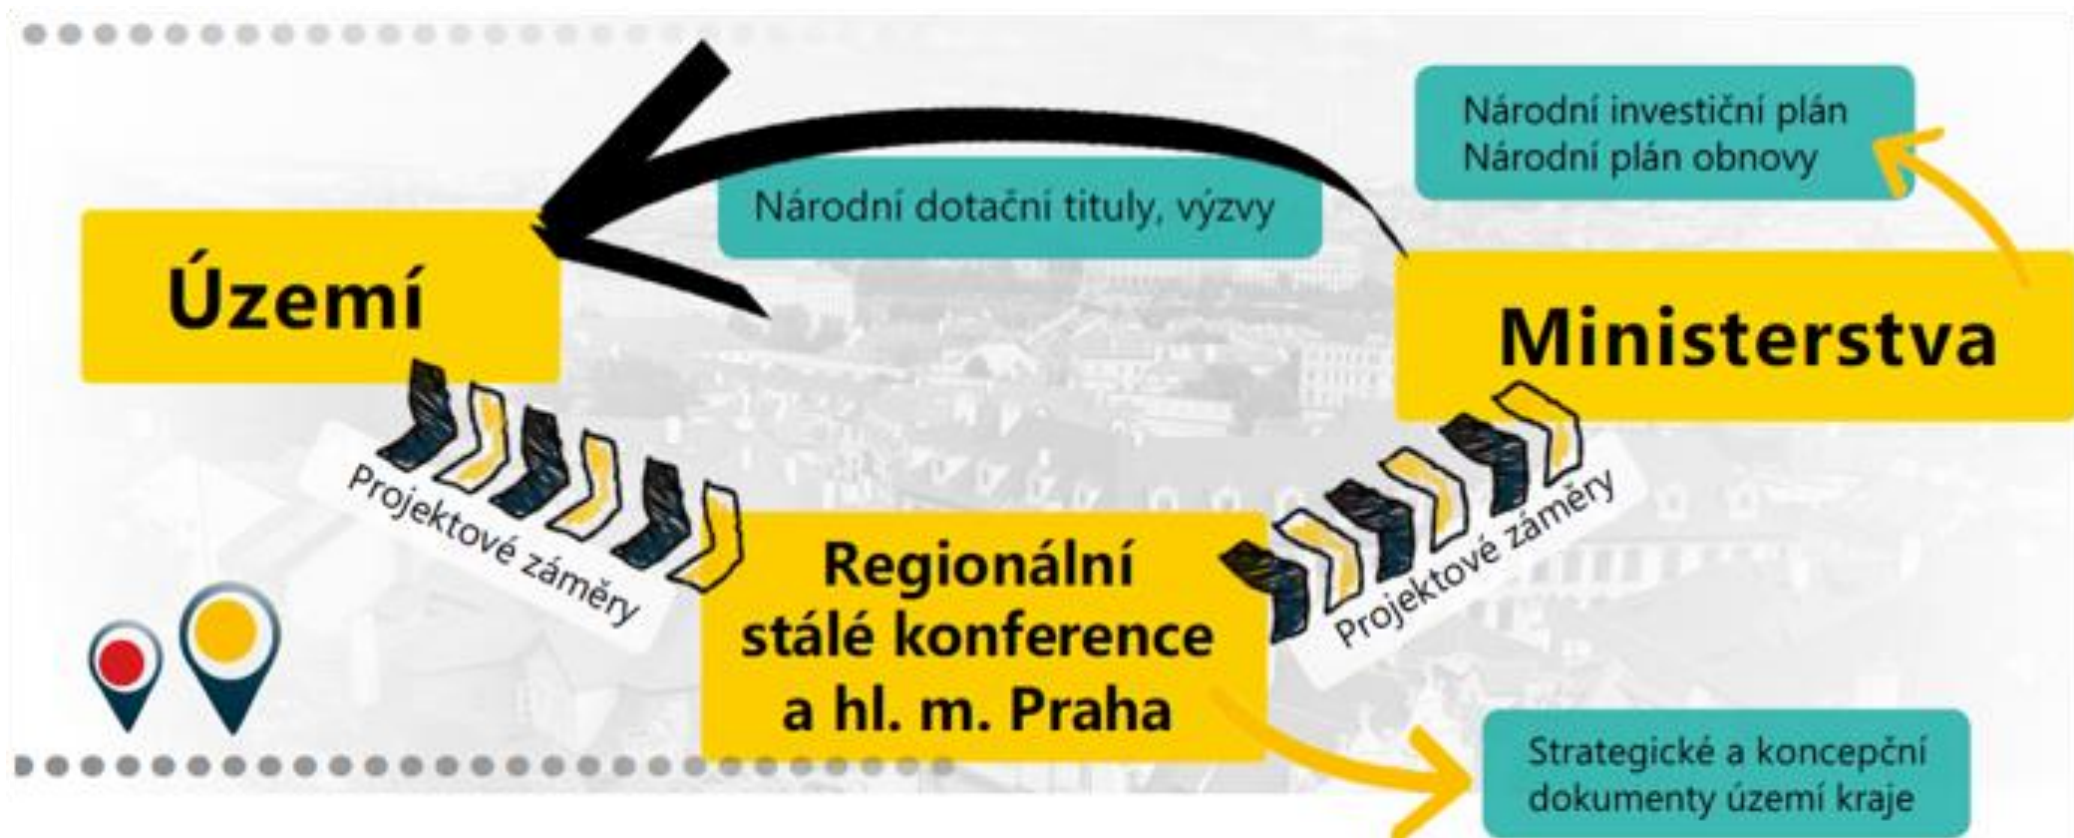 Národní investiční plán
Národní plán obnovy
Národní dotační tituly, výzvy
Území
Ministerstva
Projektové záměry
Projektové záměry
Regionální
stálé konference
a hl. m. Praha
Strategické a koncepční
dokumenty území kraje